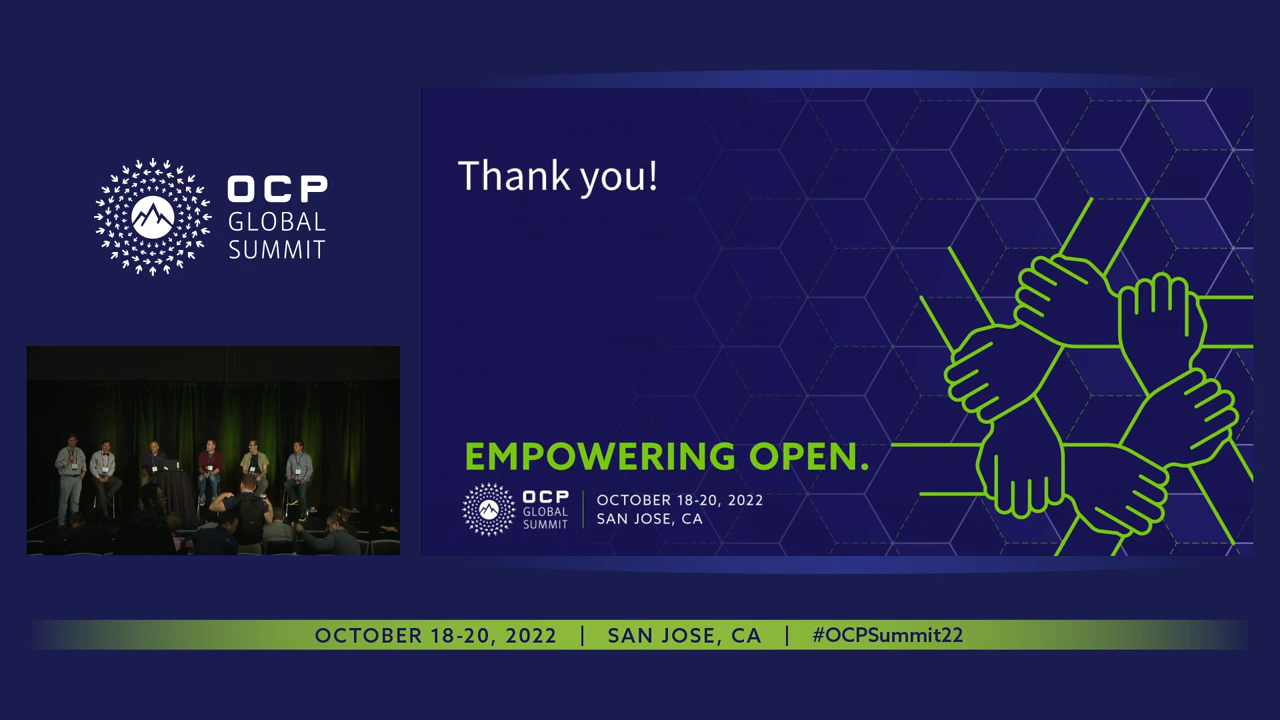 OCP
GLOBAL
SUMMIT
Thank you!
EMPOWERING OPEN.
OCP
GLOBAL
SUMMIT
OCTOBER 18-20, 2022
SAN JOSE, CA
OCTOBER 18-20, 2022 | SAN JOSE, CA | #OCPSummit22